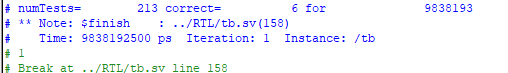 # numTests=        213 correct=          6 for             9838193
# ** Note: $finish    : ../RTL/tb.sv(158)
#    Time: 9838192500 ps  Iteration: 1  Instance: /tb
# 1
# Break at ../RTL/tb.sv line 158